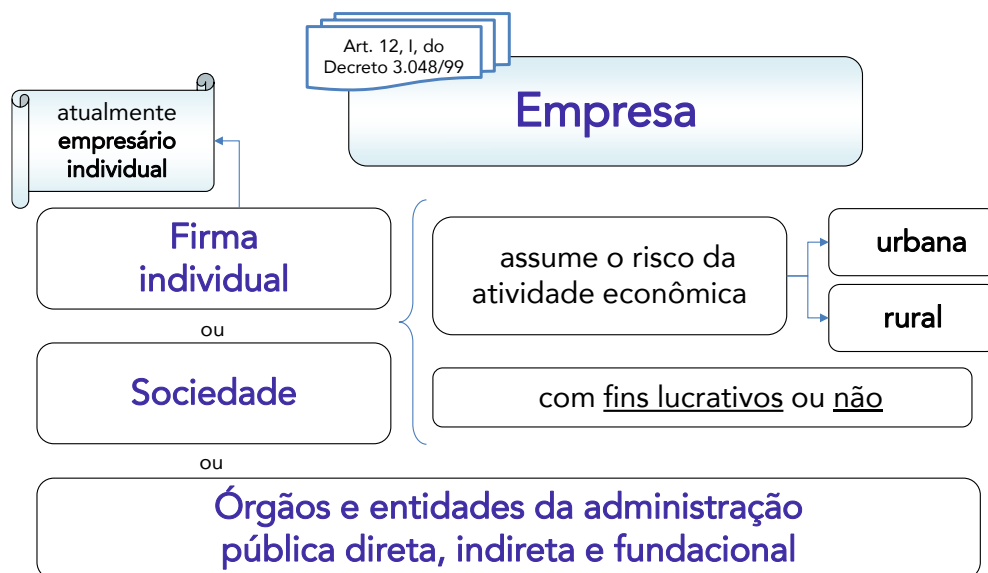 Art. 12, I, do
Decreto 3.048/99
Empresa
atualmente
empresário
individual
Firma
individual
ou
Sociedade
assume o risco da
atividade econômica
urbana
rural
com fins lucrativos ou não
ou
Órgãos e entidades da administração
pública direta, indireta e fundacional